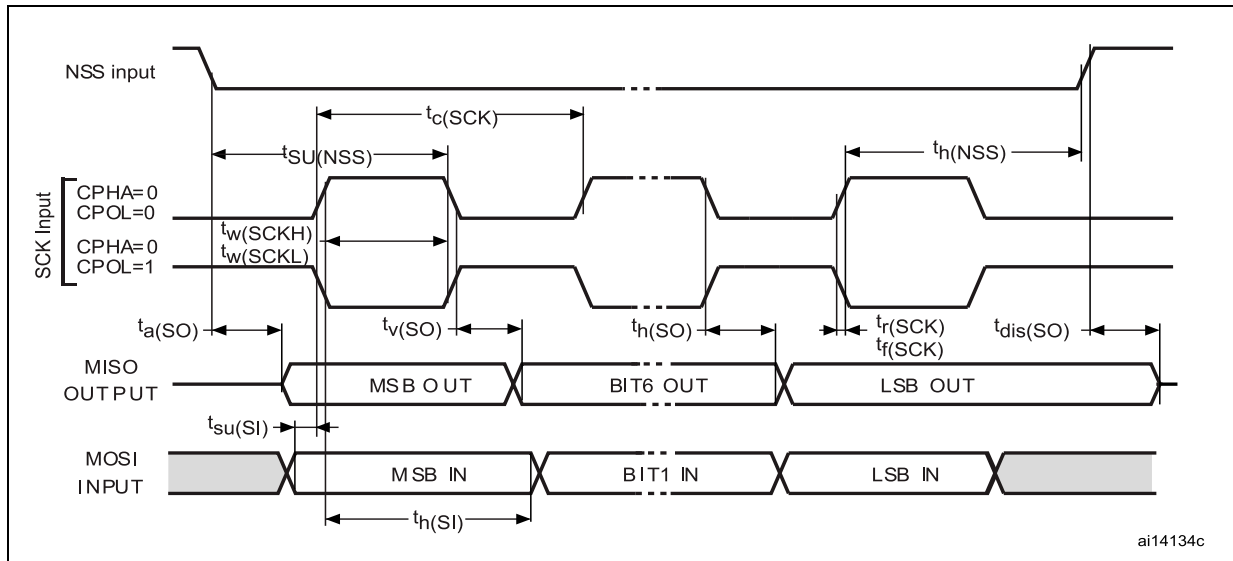 NSS input
tc(SCK)
tSU(NSS)
th(NSS)
SCK Input
CPHA=0
CPOL=0
CPHA=0
CPOL=1
tw(SCKH)
tw(SCKL)
ta(SO)
tv(SO)
th(SO)
tr(SCK)
tf(SCK)
tdis(SO)
MISO
OUTPUT
MSB OUT
BIT6 OUT
LSB OUT
tsu(SI)
MOSI
INPUT
MSB IN
BIT1 IN
LSB IN
th(SI)
ai14134c